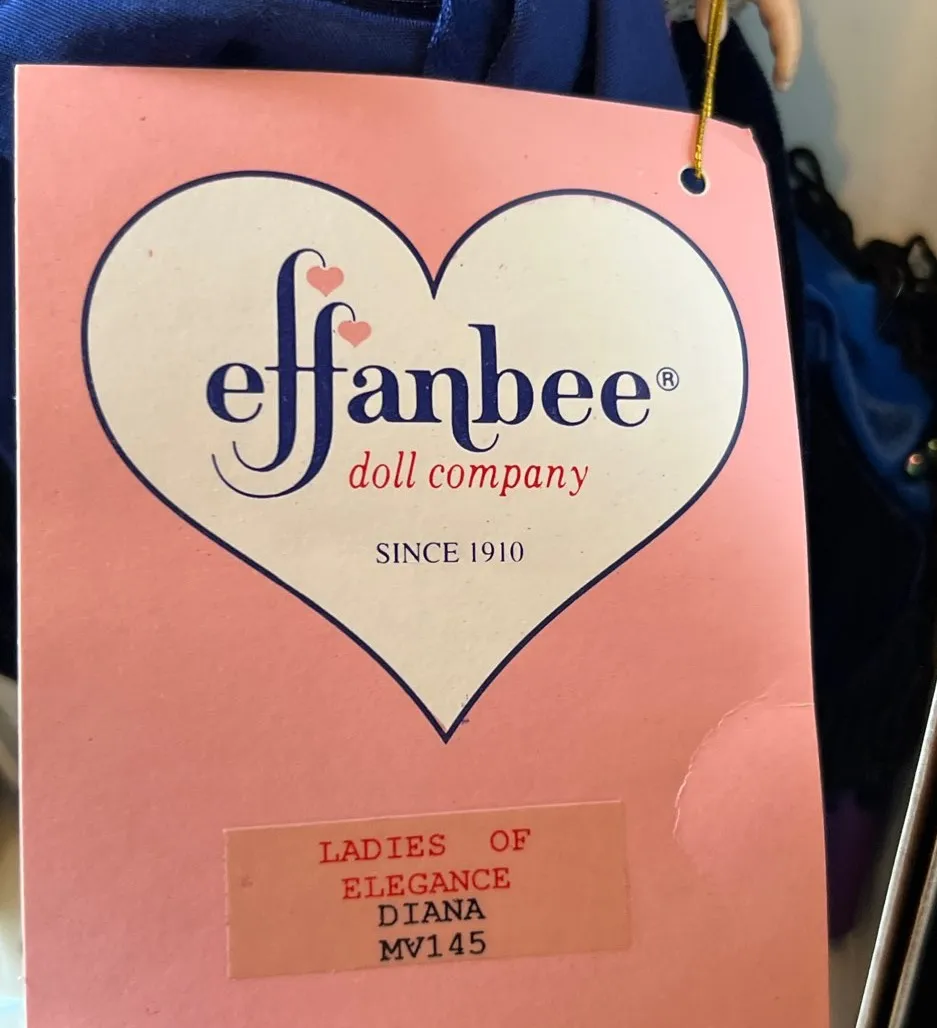 effanbee®
doll company
SINCE 1910
LADIES OF
ELEGANCE
DIANA
MV145